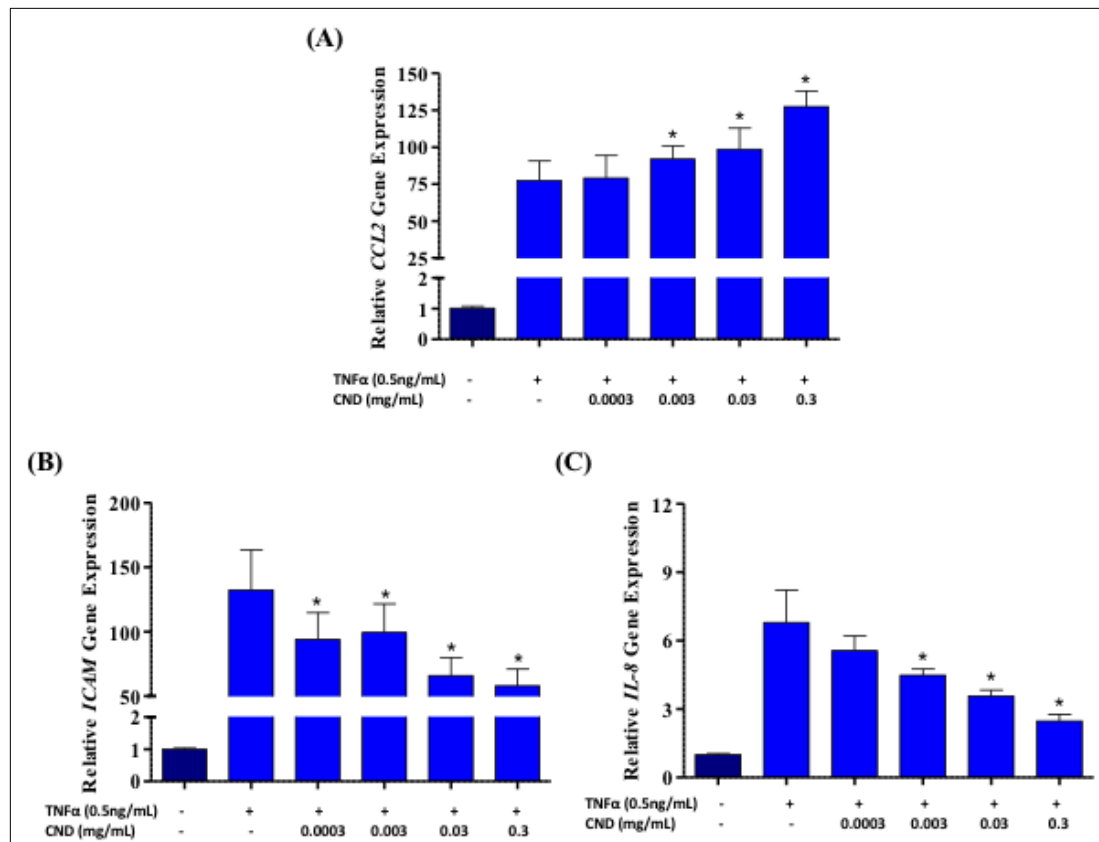 (A)
Relative CCL2 Gene Expression
150
125
100
75
50
25
2
1
0
*
*
*
TNFα (0.5ng/mL) - + + + + +
CND (mg/mL) - - 0.0003 0.003 0.03 0.3
(B)
Relative ICAM Gene Expression
200
150
100
50
2
1
0
*
*
*
*
TNFα (0.5ng/mL) - + + + + +
CND (mg/mL) - - 0.0003 0.003 0.03 0.3
(C)
Relative IL-8 Gene Expression
12
9
6
3
0
*
*
*
TNFα (0.5ng/mL) - + + + + +
CND (mg/mL) - - 0.0003 0.003 0.03 0.3